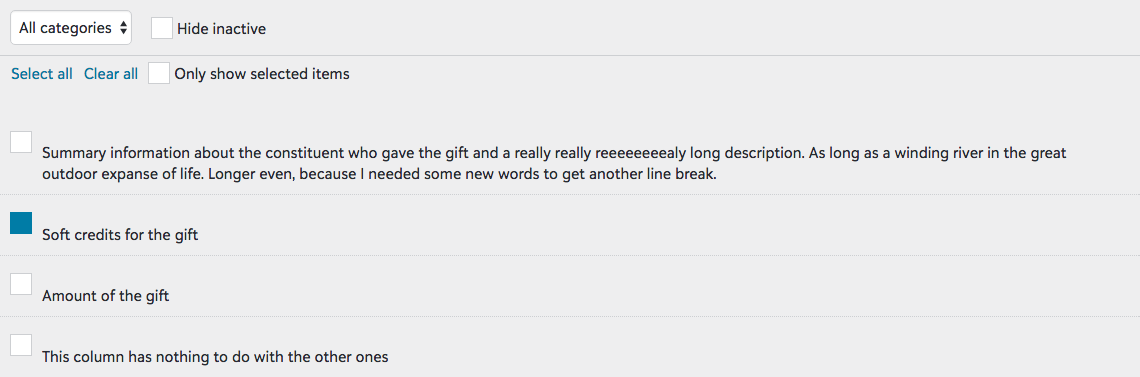 All categories
Hide inactive
Select all
Clear all
Only show selected items
Summary information about the constituent who gave the gift and a really really reeeeeeeealy long description. As long as a winding river in the great
outdoor expanse of life. Longer even, because I needed some new words to get another line break.
Soft credits for the gift
Amount of the gift
This column has nothing to do with the other ones